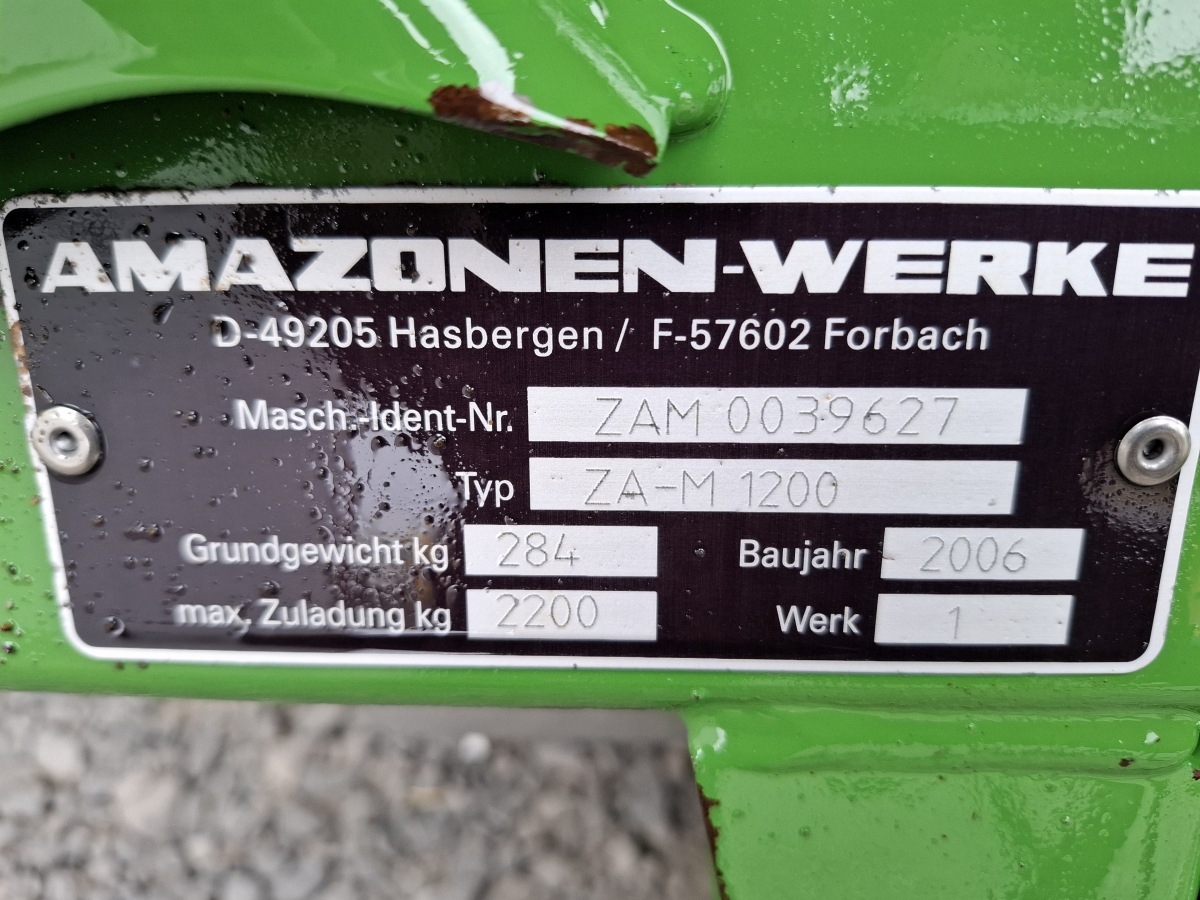 AMAZONEN-WERKE
D-49205 Hasbergen / F-57602 Forbach
Masch.-Ident-Nr. ZAM 0039627
Typ ZA-M 1200
Grundgewicht kg 284 Baujahr 2006
max. Zuladung kg 2200 Werk 1